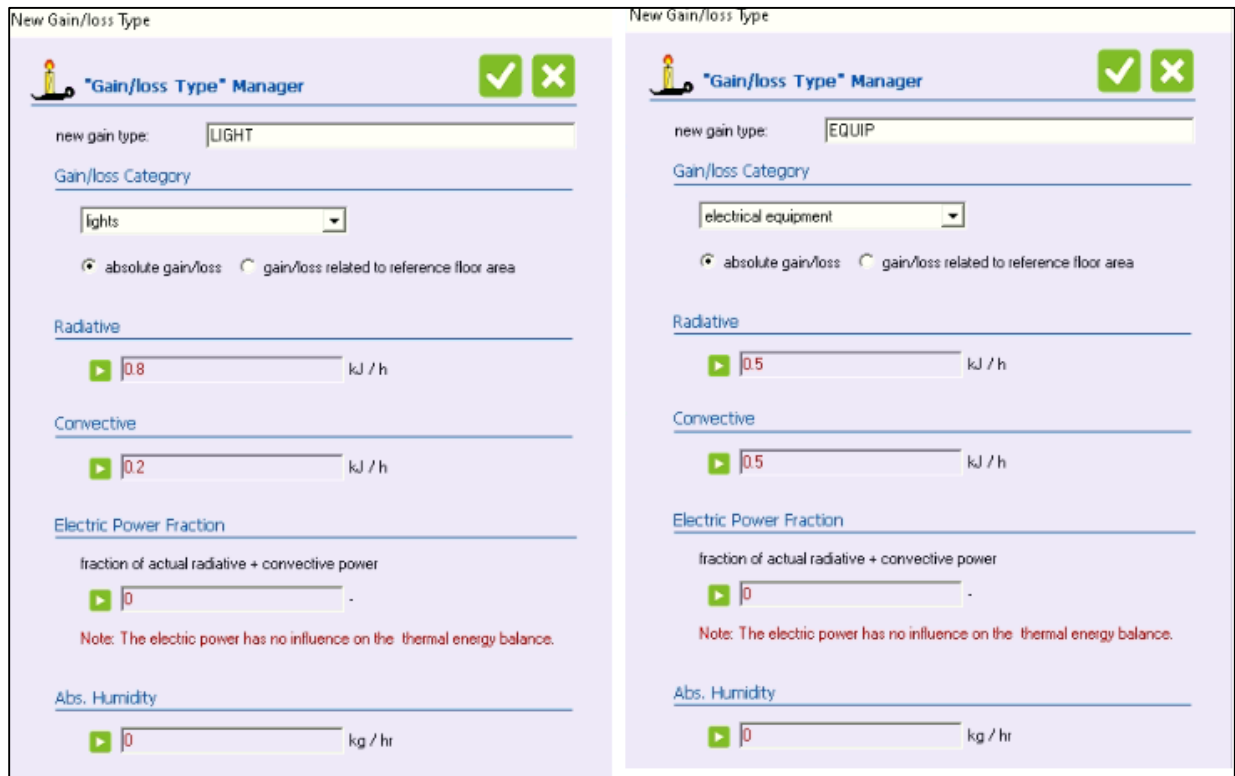 New Gain/loss Type
"Gain/loss Type" Manager
new gain type: LIGHT
Gain/loss Category
lights
absolute gain/loss gain/loss related to reference floor area
Radiative
0.8 kJ / h
Convective
0.2 kJ / h
Electric Power Fraction
fraction of actual radiative + convective power
0 -
Note: The electric power has no influence on the thermal energy balance.
Abs. Humidity
0 kg / hr
New Gain/loss Type
"Gain/loss Type" Manager
new gain type: EQUIP
Gain/loss Category
electrical equipment
absolute gain/loss gain/loss related to reference floor area
Radiative
0.5 kJ / h
Convective
0.5 kJ / h
Electric Power Fraction
fraction of actual radiative + convective power
0 -
Note: The electric power has no influence on the thermal energy balance.
Abs. Humidity
0 kg / hr